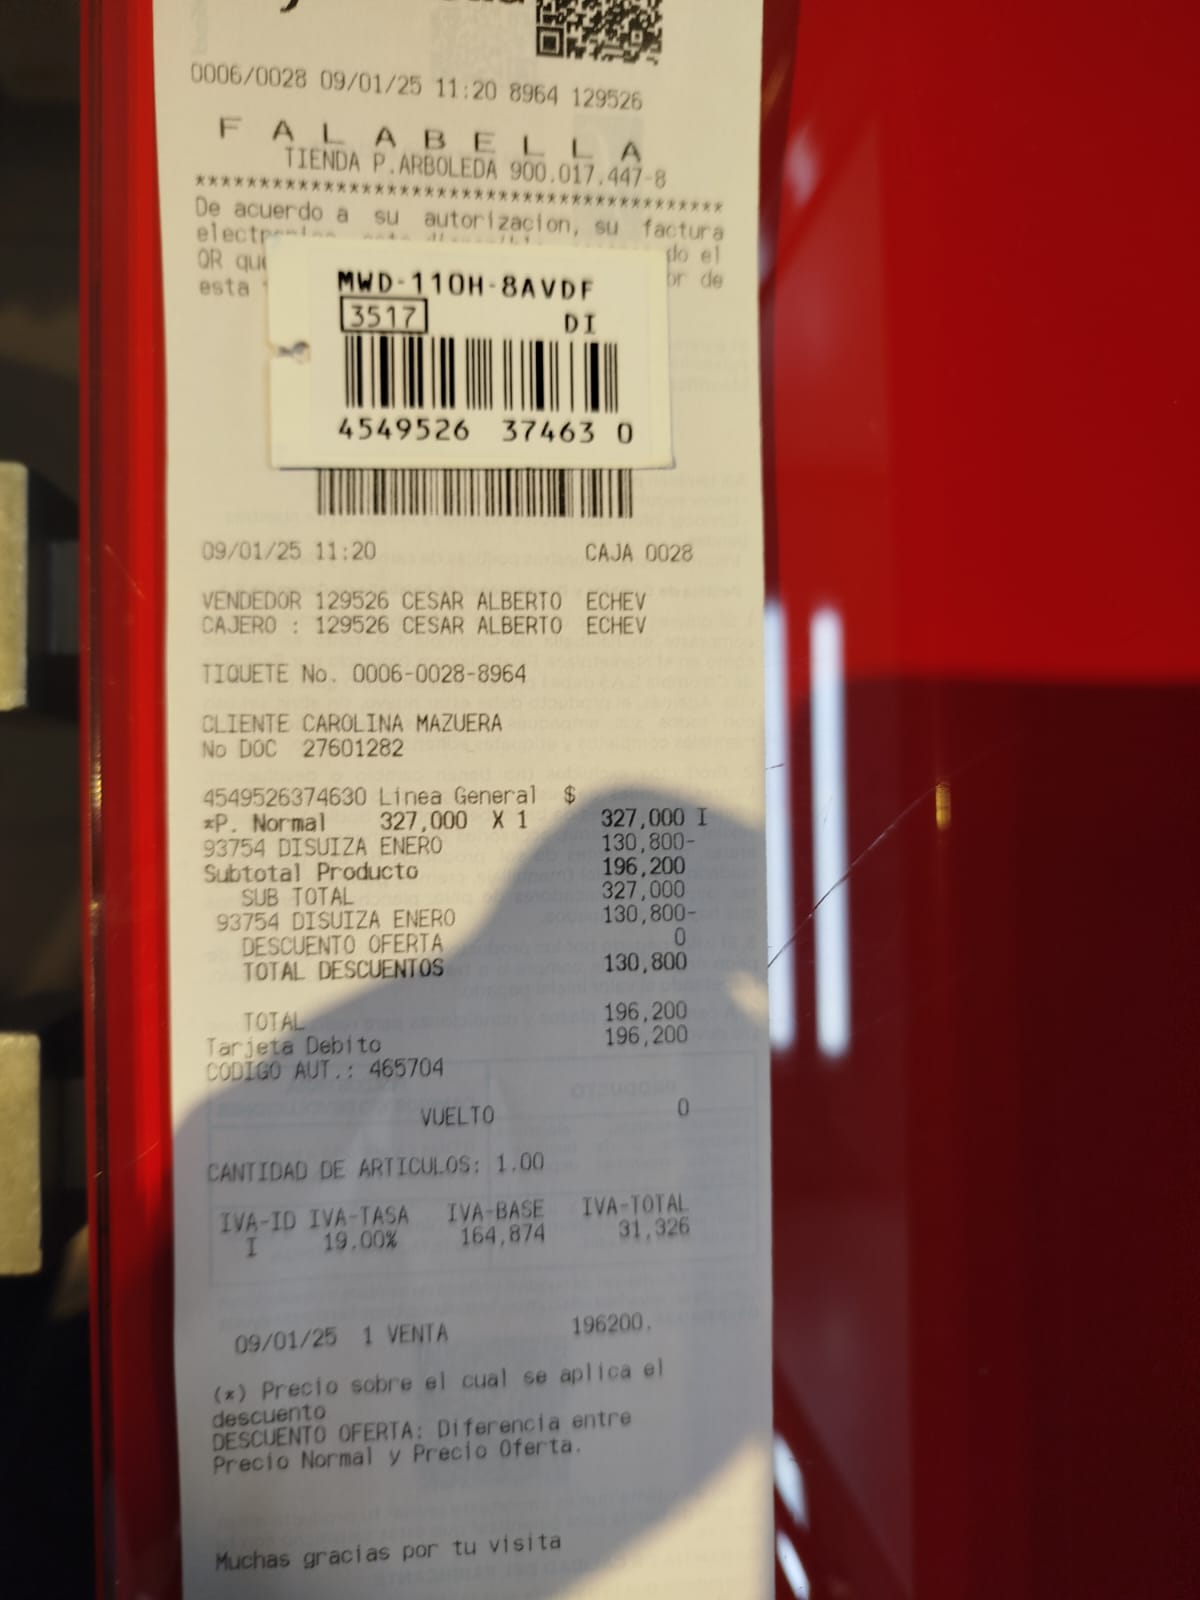 0006/0028 09/01/25 11:20 8964 129526
F A L A B E L L A
TIENDA P.ARBOLEDA 900.017.447-8
******************************************
De acuerdo a su autorizacion, su factura
do el
QR
esta de
MWD-110H-8AVDF
3517 DI
4549526 37463 0
09/01/25 11:20 CAJA 0028
VENDEDOR 129526 CESAR ALBERTO ECHEV
CAJERO : 129526 CESAR ALBERTO ECHEV
TIQUETE No. 0006-0028-8964
CLIENTE CAROLINA MAZUERA
No DOC 27601282
4549526374630 Linea General $
*P. Normal 327,000 X 1 327,000 I
93754 DISUIZA ENERO 130,800-
Subtotal Producto 196,200
SUB TOTAL 327,000
93754 DISUIZA ENERO 130,800-
DESCUENTO OFERTA 0
TOTAL DESCUENTOS 130,800
TOTAL 196,200
Tarjeta Debito 196,200
CODIGO AUT.: 465704
VUELTO 0
CANTIDAD DE ARTICULOS: 1.00
IVA-ID IVA-TASA IVA-BASE IVA-TOTAL
I 19.00% 164,874 31,326
09/01/25 1 VENTA 196200.
(*) Precio sobre el cual se aplica el
descuento
DESCUENTO OFERTA: Diferencia entre
Precio Normal y Precio Oferta.
Muchas gracias por tu visita